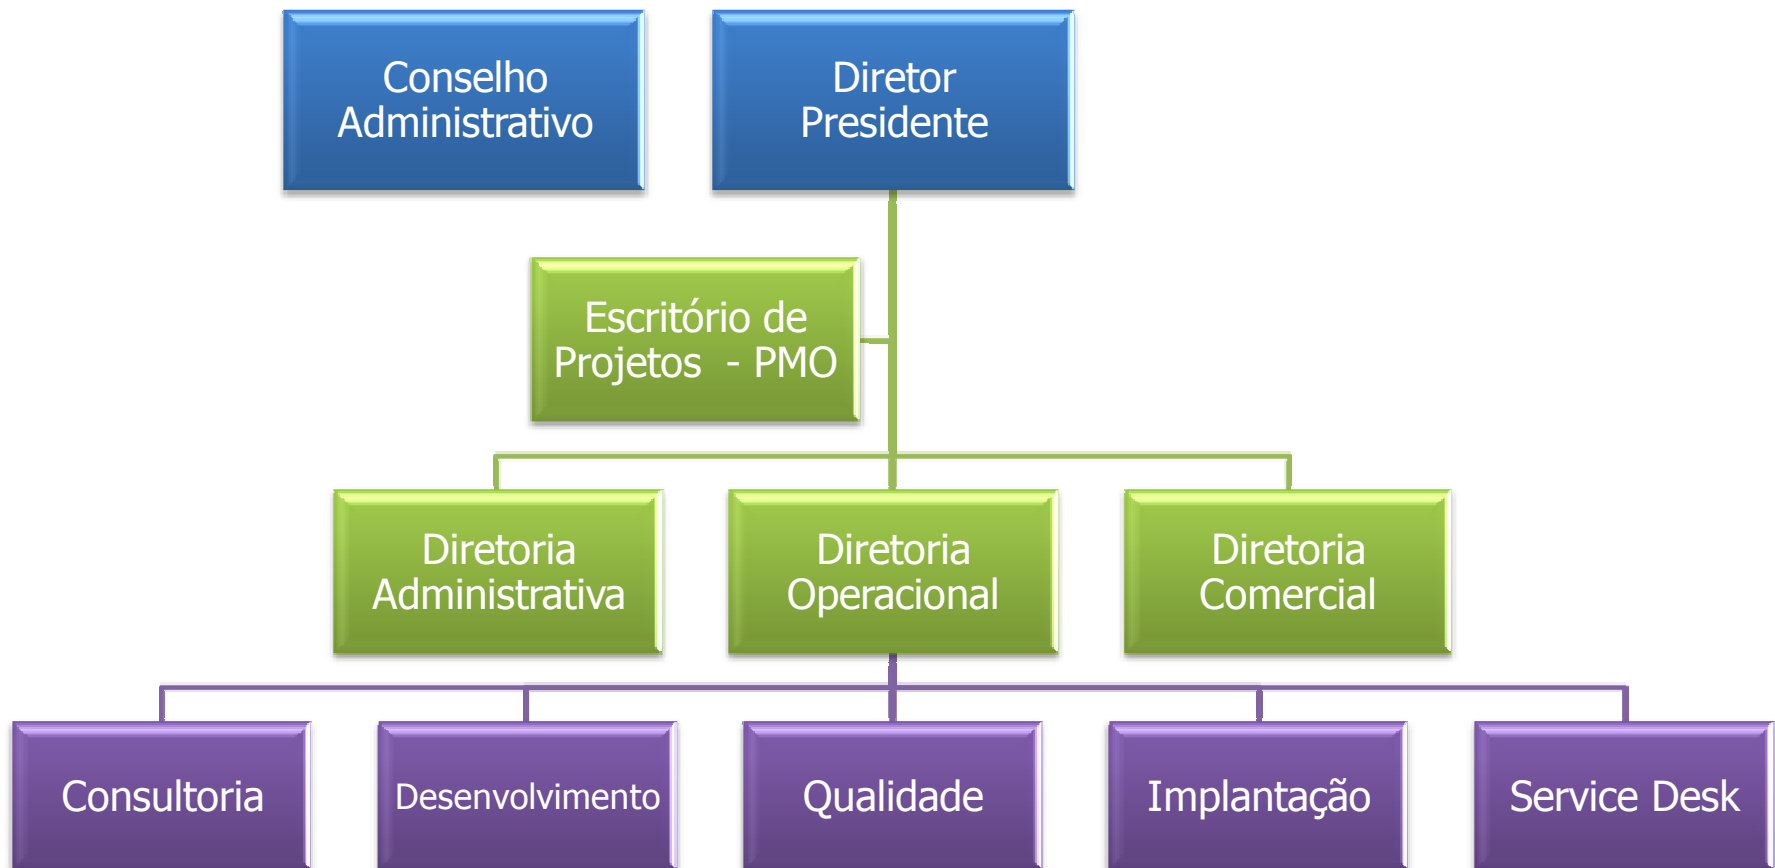 Conselho
Administrativo
Diretor
Presidente
Escritório de
Projetos  - PMO
Diretoria
Administrativa
Diretoria
Operacional
Diretoria
Comercial
Consultoria
Desenvolvimento
Qualidade
Implantação
Service Desk